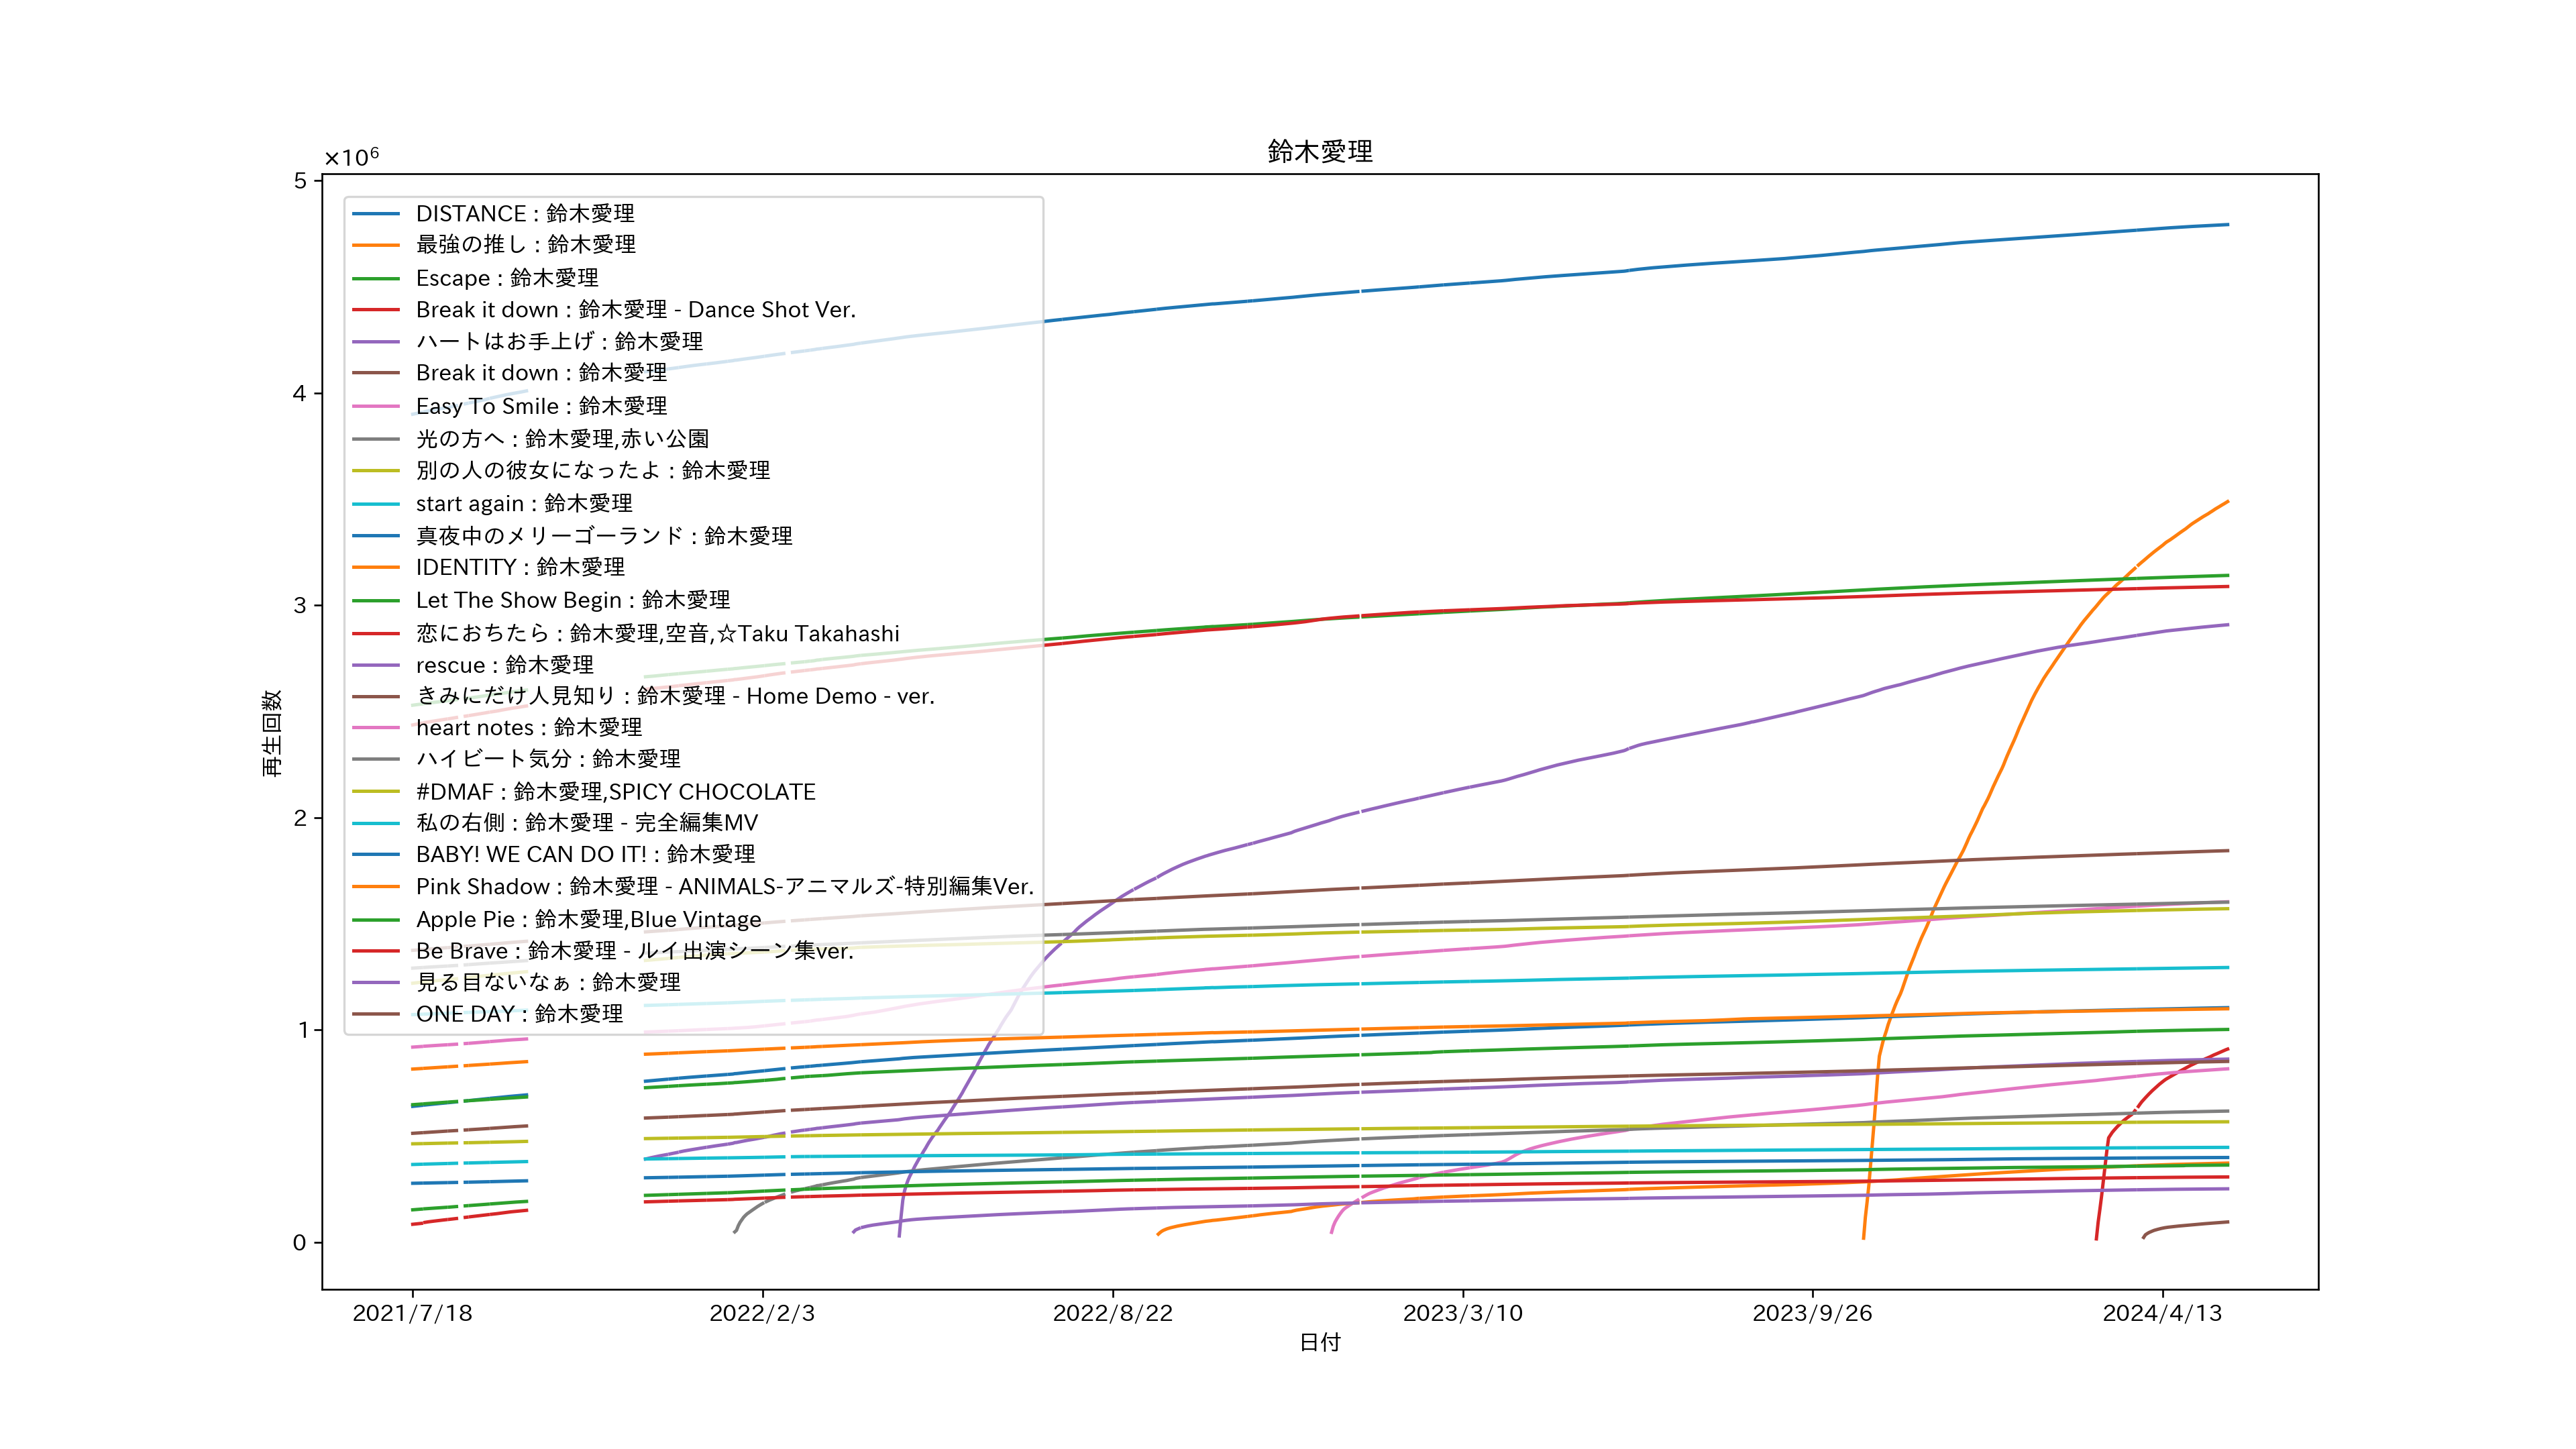 鈴木愛理
×10⁶
5
4
3
2
1
0
再生回数
DISTANCE : 鈴木愛理
最強の推し : 鈴木愛理
Escape : 鈴木愛理
Break it down : 鈴木愛理 - Dance Shot Ver.
ハートはお手上げ : 鈴木愛理
Break it down : 鈴木愛理
Easy To Smile : 鈴木愛理
光の方へ : 鈴木愛理,赤い公園
別の人の彼女になったよ : 鈴木愛理
start again : 鈴木愛理
真夜中のメリーゴーランド : 鈴木愛理
IDENTITY : 鈴木愛理
Let The Show Begin : 鈴木愛理
恋におちたら : 鈴木愛理,空音,☆Taku Takahashi
rescue : 鈴木愛理
きみにだけ人見知り : 鈴木愛理 - Home Demo - ver.
heart notes : 鈴木愛理
ハイビート気分 : 鈴木愛理
#DMAF : 鈴木愛理,SPICY CHOCOLATE
私の右側 : 鈴木愛理 - 完全編集MV
BABY! WE CAN DO IT! : 鈴木愛理
Pink Shadow : 鈴木愛理 - ANIMALS-アニマルズ-特別編集Ver.
Apple Pie : 鈴木愛理,Blue Vintage
Be Brave : 鈴木愛理 - ルイ出演シーン集ver.
見る目ないなぁ : 鈴木愛理
ONE DAY : 鈴木愛理
2021/7/18
2022/2/3
2022/8/22
2023/3/10
2023/9/26
2024/4/13
日付